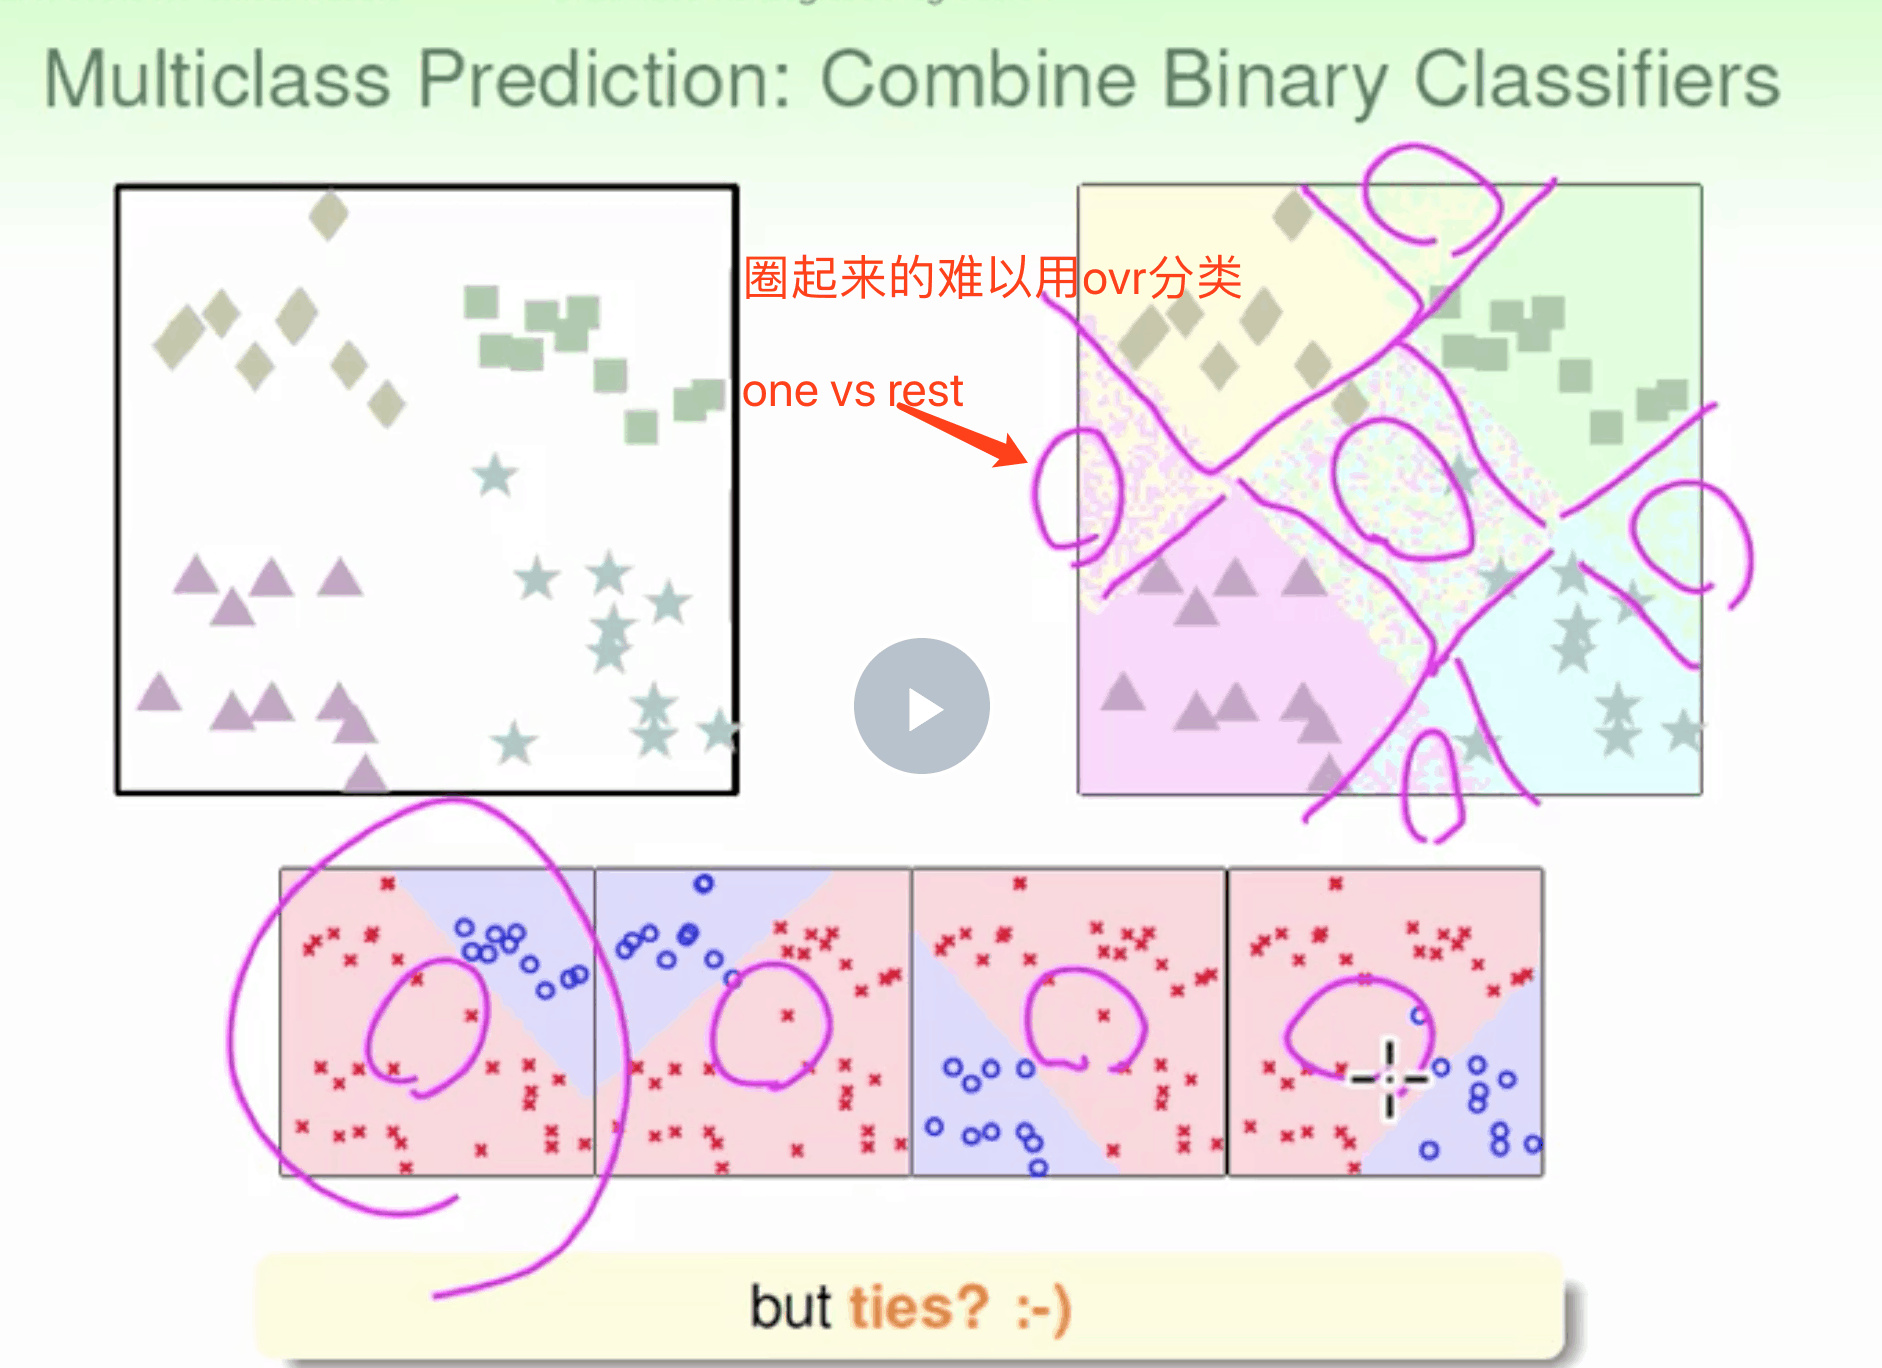 Multiclass Prediction: Combine Binary Classifiers
圈起来的难以用ovr分类
one vs rest
but ties? :-)